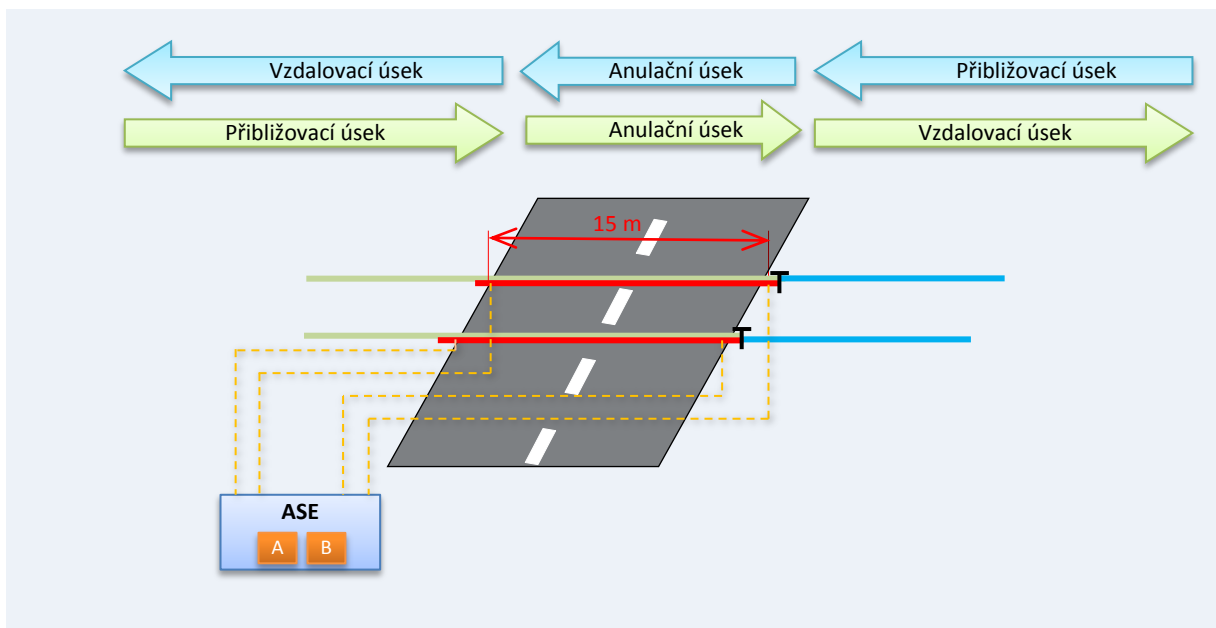 Vzdalovací úsek
Anulační úsek
Přibližovací úsek
Přibližovací úsek
Anulační úsek
Vzdalovací úsek
15 m
ASE
A
B